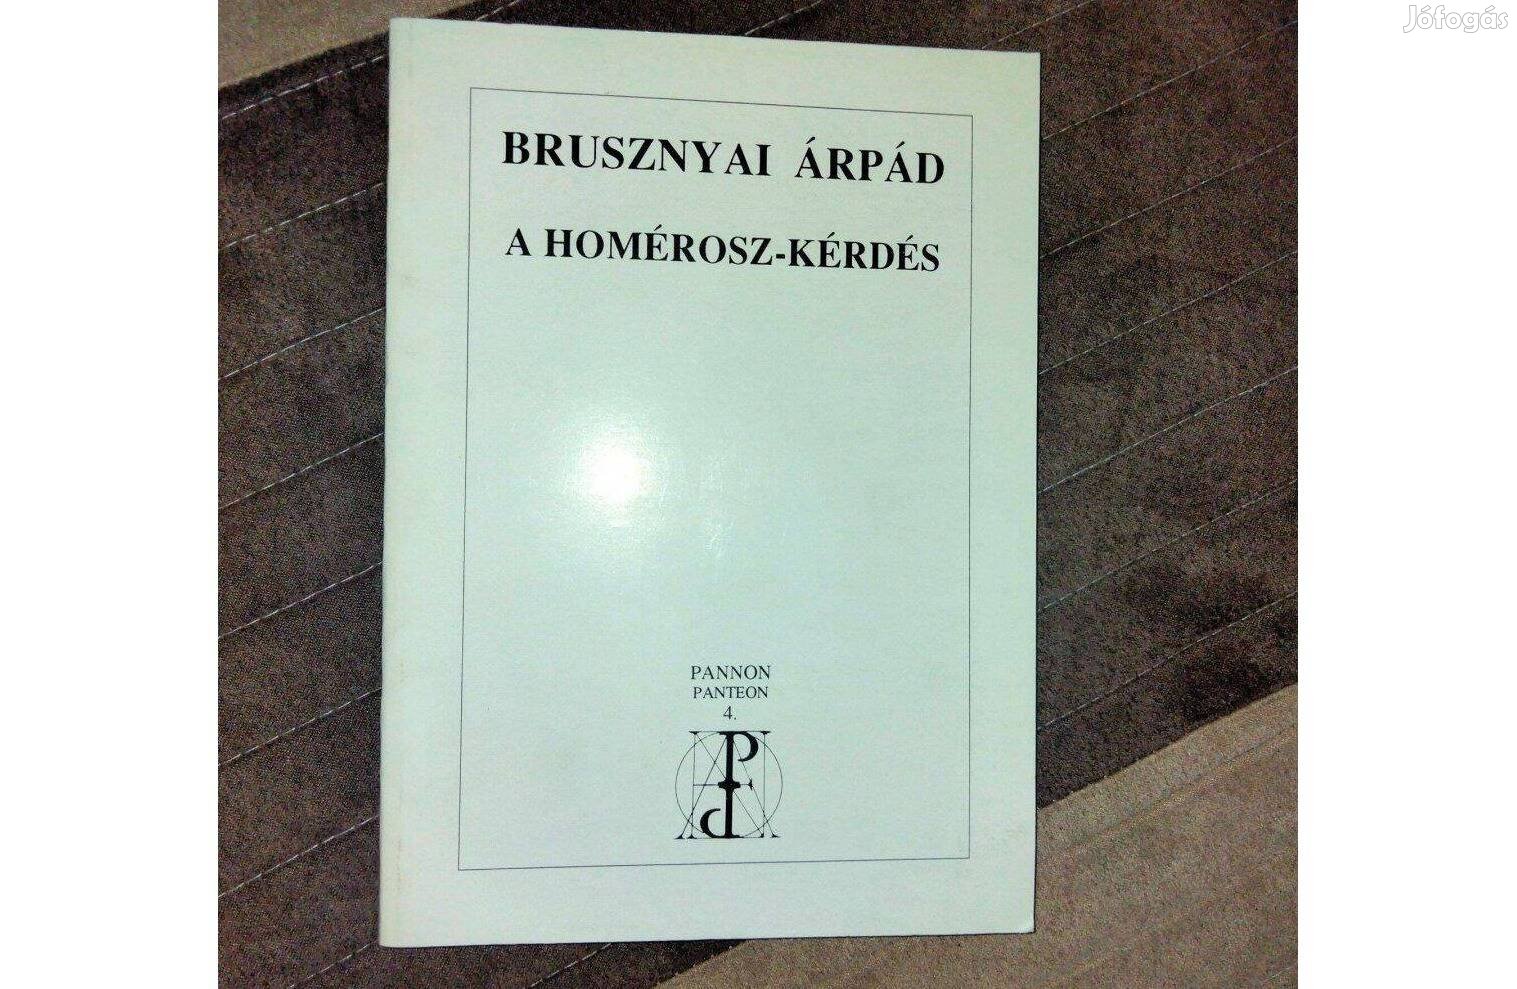 Jófogás
BRUSZNYAI ÁRPÁD
A HOMÉROSZ-KÉRDÉS
PANNON
PANTEON
4.